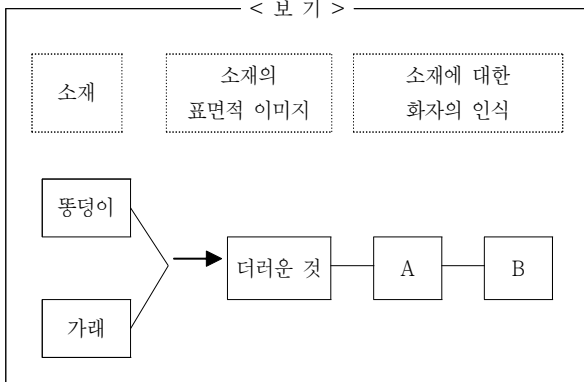 < 보 기 >
소재
소재의
표면적 이미지
소재에 대한
화자의 인식
똥덩이
더러운 것
A
B
가래